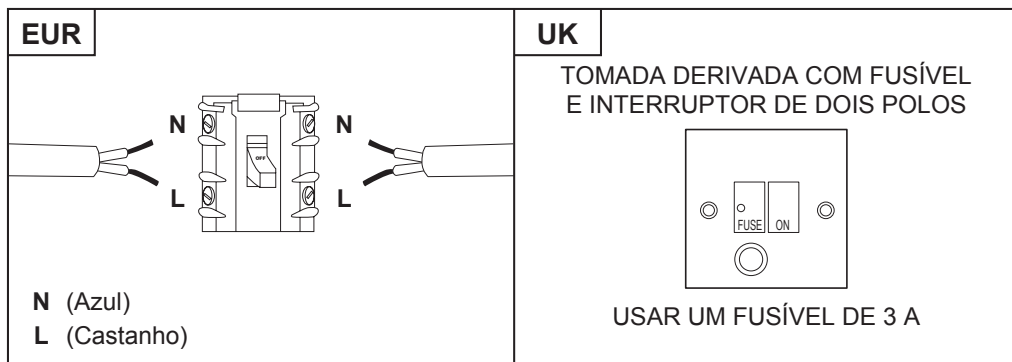 EUR
N
N
OFF
L
L
N (Azul)
L (Castanho)
UK
TOMADA DERIVADA COM FUSÍVEL
E INTERRUPTOR DE DOIS POLOS
FUSE
ON
USAR UM FUSÍVEL DE 3 A